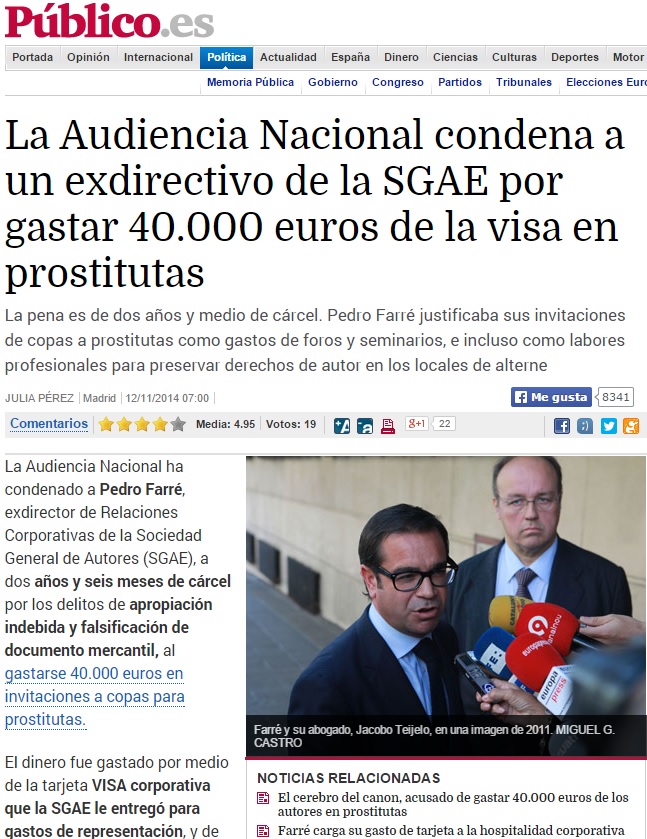 Público.es
Portada Opinión Internacional Política Actualidad España Dinero Ciencias Culturas Deportes Motor
Memoria Pública Gobierno Congreso Partidos Tribunales Elecciones Euro
La Audiencia Nacional condena a
un exdirectivo de la SGAE por
gastar 40.000 euros de la visa en
prostitutas
La pena es de dos años y medio de cárcel. Pedro Farré justificaba sus invitaciones
de copas a prostitutas como gastos de foros y seminarios, e incluso como labores
profesionales para preservar derechos de autor en los locales de alterne
JULIA PÉREZ Madrid 12/11/2014 07:00
Me gusta 8341
Comentarios Media: 4.95 Votos: 19 +A -a g+1 22
La Audiencia Nacional ha
condenado a Pedro Farré,
exdirector de Relaciones
Corporativas de la Sociedad
General de Autores (SGAE), a
dos años y seis meses de cárcel
por los delitos de apropiación
indebida y falsificación de
documento mercantil, al
gastarse 40.000 euros en
invitaciones a copas para
prostitutas.
El dinero fue gastado por medio
de la tarjeta VISA corporativa
que la SGAE le entregó para
gastos de representación, y de
CATALUNYA
europa
press
Farré y su abogado, Jacobo Teijelo, en una imagen de 2011. MIGUEL G.
CASTRO
NOTICIAS RELACIONADAS
El cerebro del canon, acusado de gastar 40.000 euros de los
autores en prostitutas
Farré carga su gasto de tarjeta a la hospitalidad corporativa